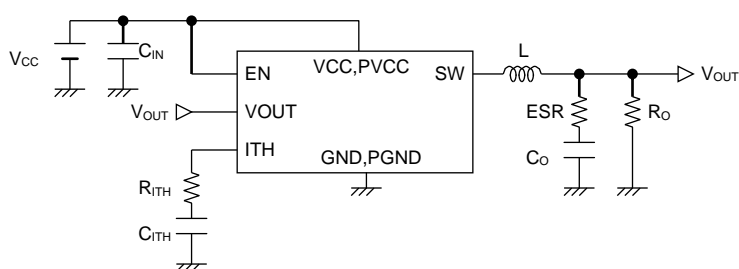 L
VCC
CIN
EN
VCC,PVCC
SW
VOUT
VOUT
VOUT
ESR
RO
ITH
GND,PGND
CO
RITH
CITH